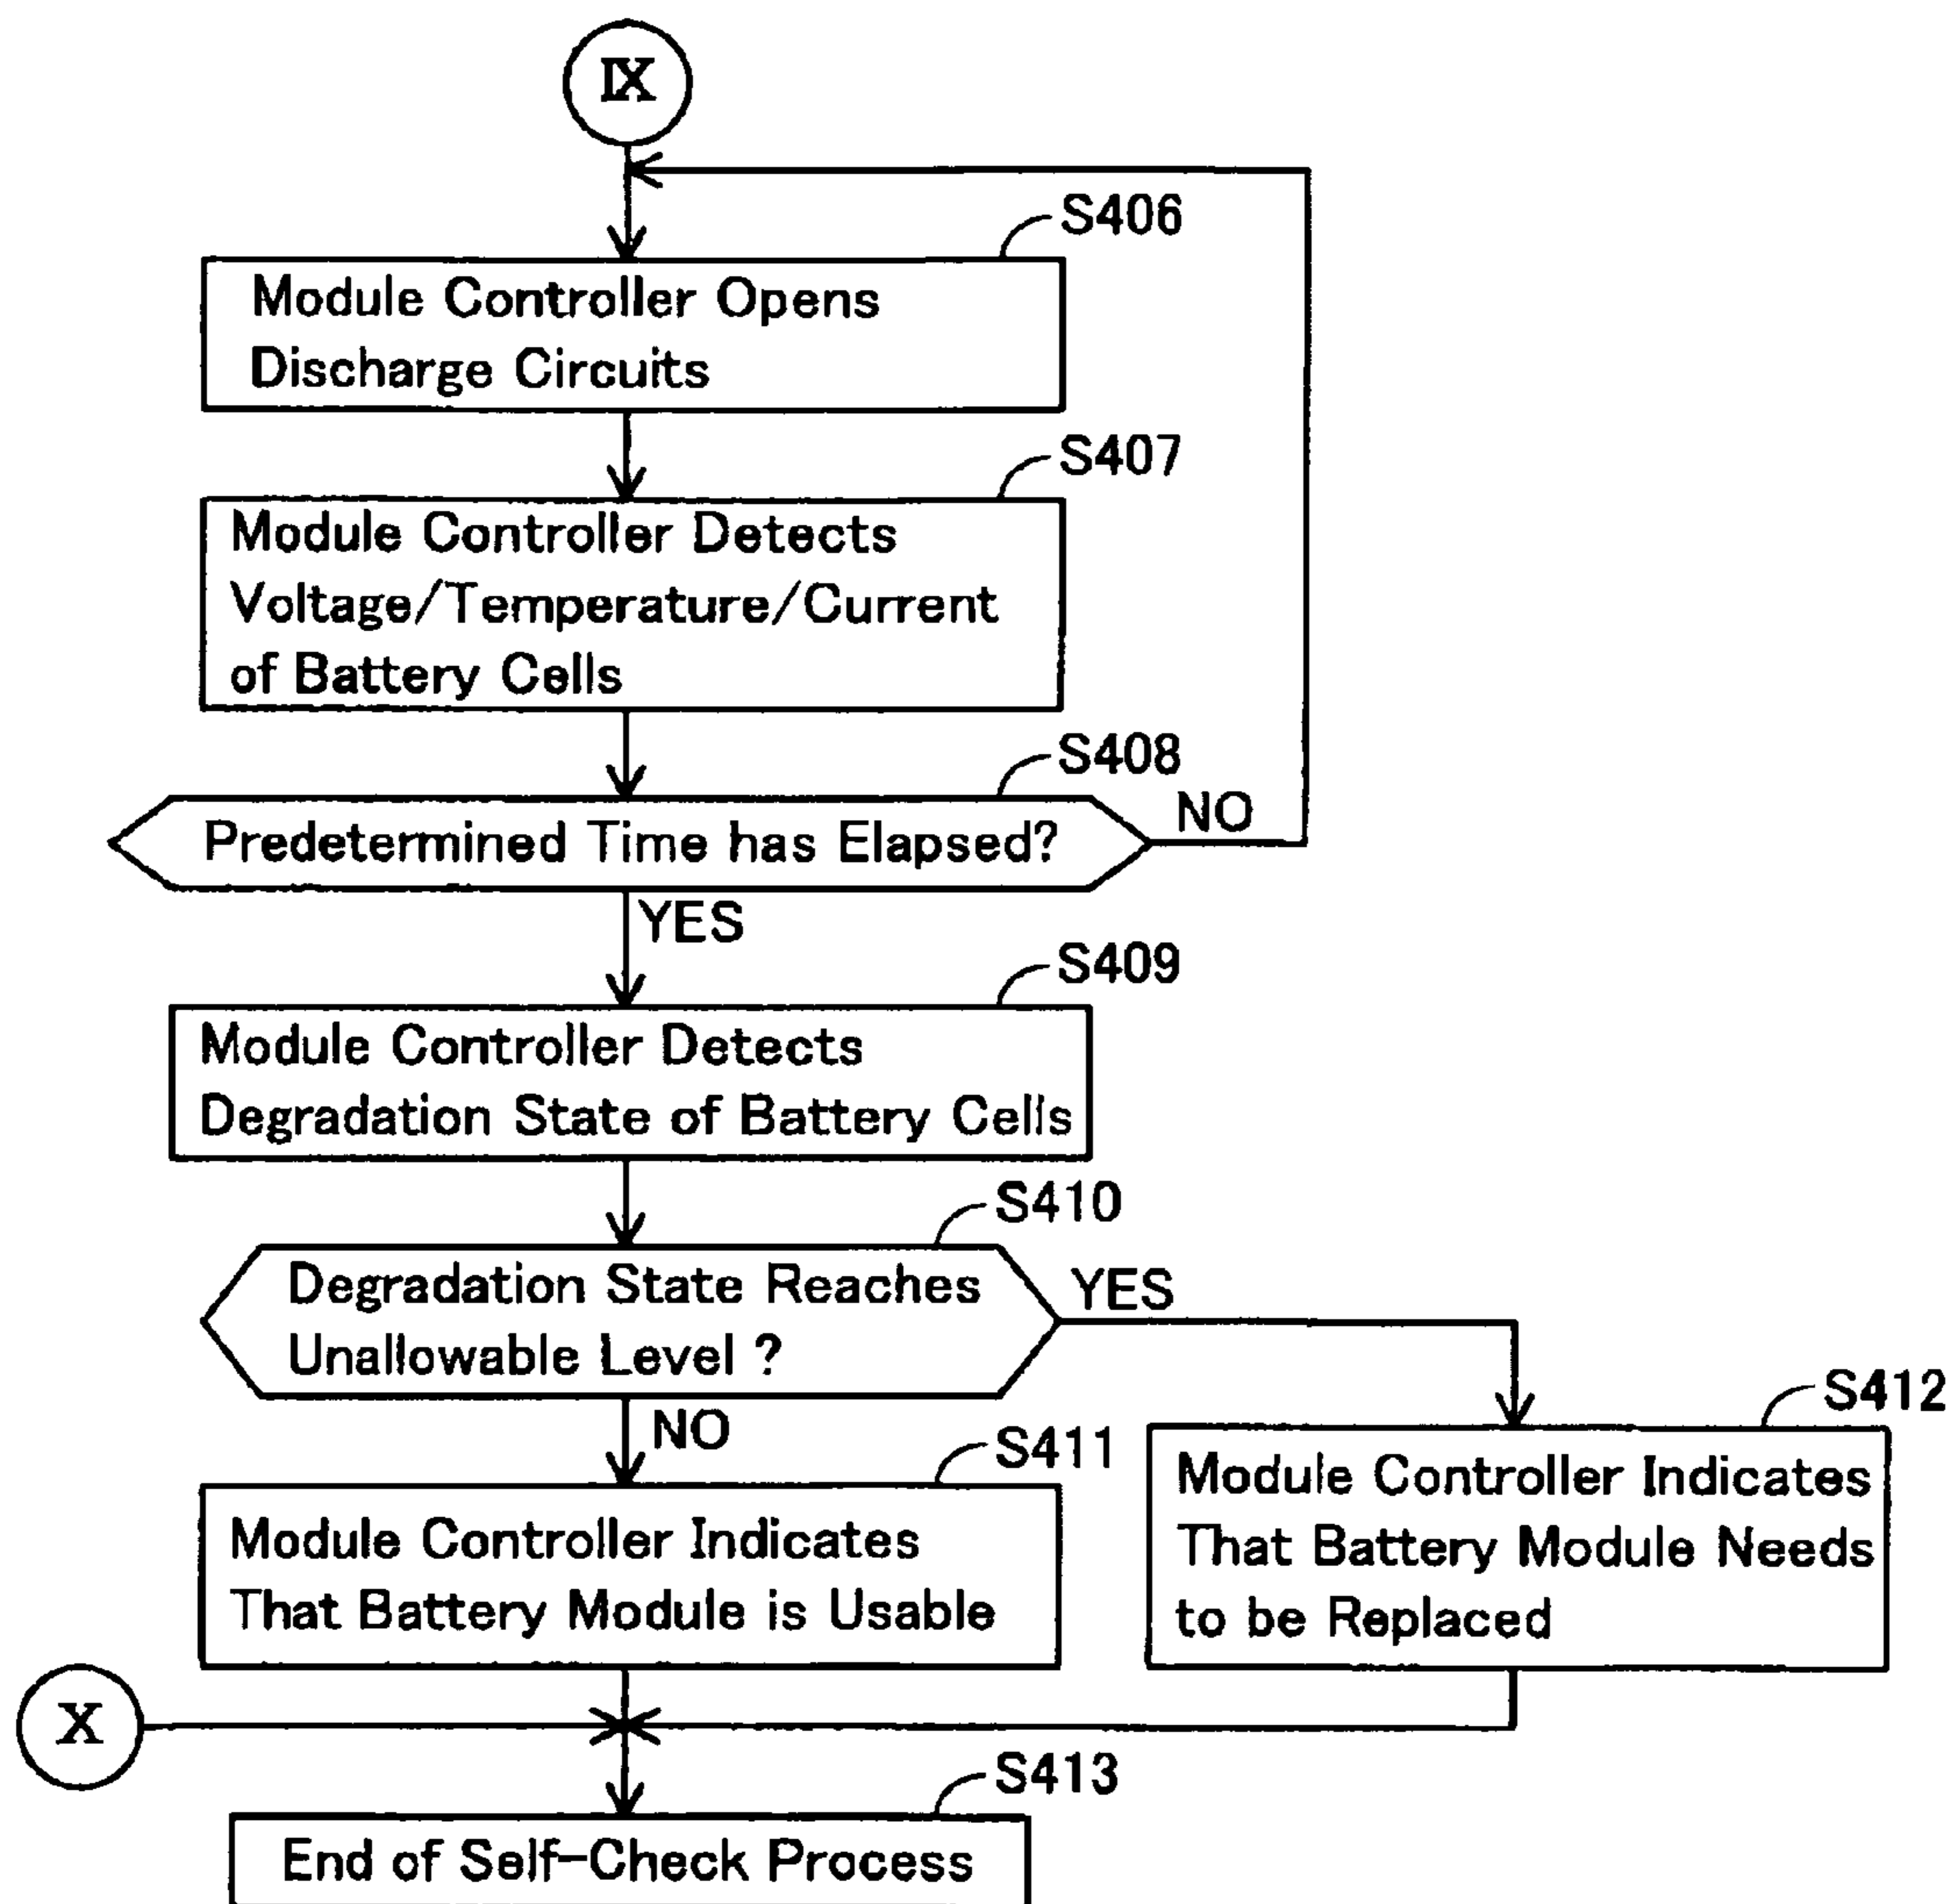 IX
S406
Module Controller Opens
Discharge Circuits
S407
Module Controller Detects
Voltage/Temperature/Current
of Battery Cells
S408
Predetermined Time has Elapsed?
NO
YES
S409
Module Controller Detects
Degradation State of Battery Cells
S410
Degradation State Reaches
Unallowable Level ?
YES
NO
S411
Module Controller Indicates
That Battery Module is Usable
S412
Module Controller Indicates
That Battery Module Needs
to be Replaced
X
S413
End of Self-Check Process